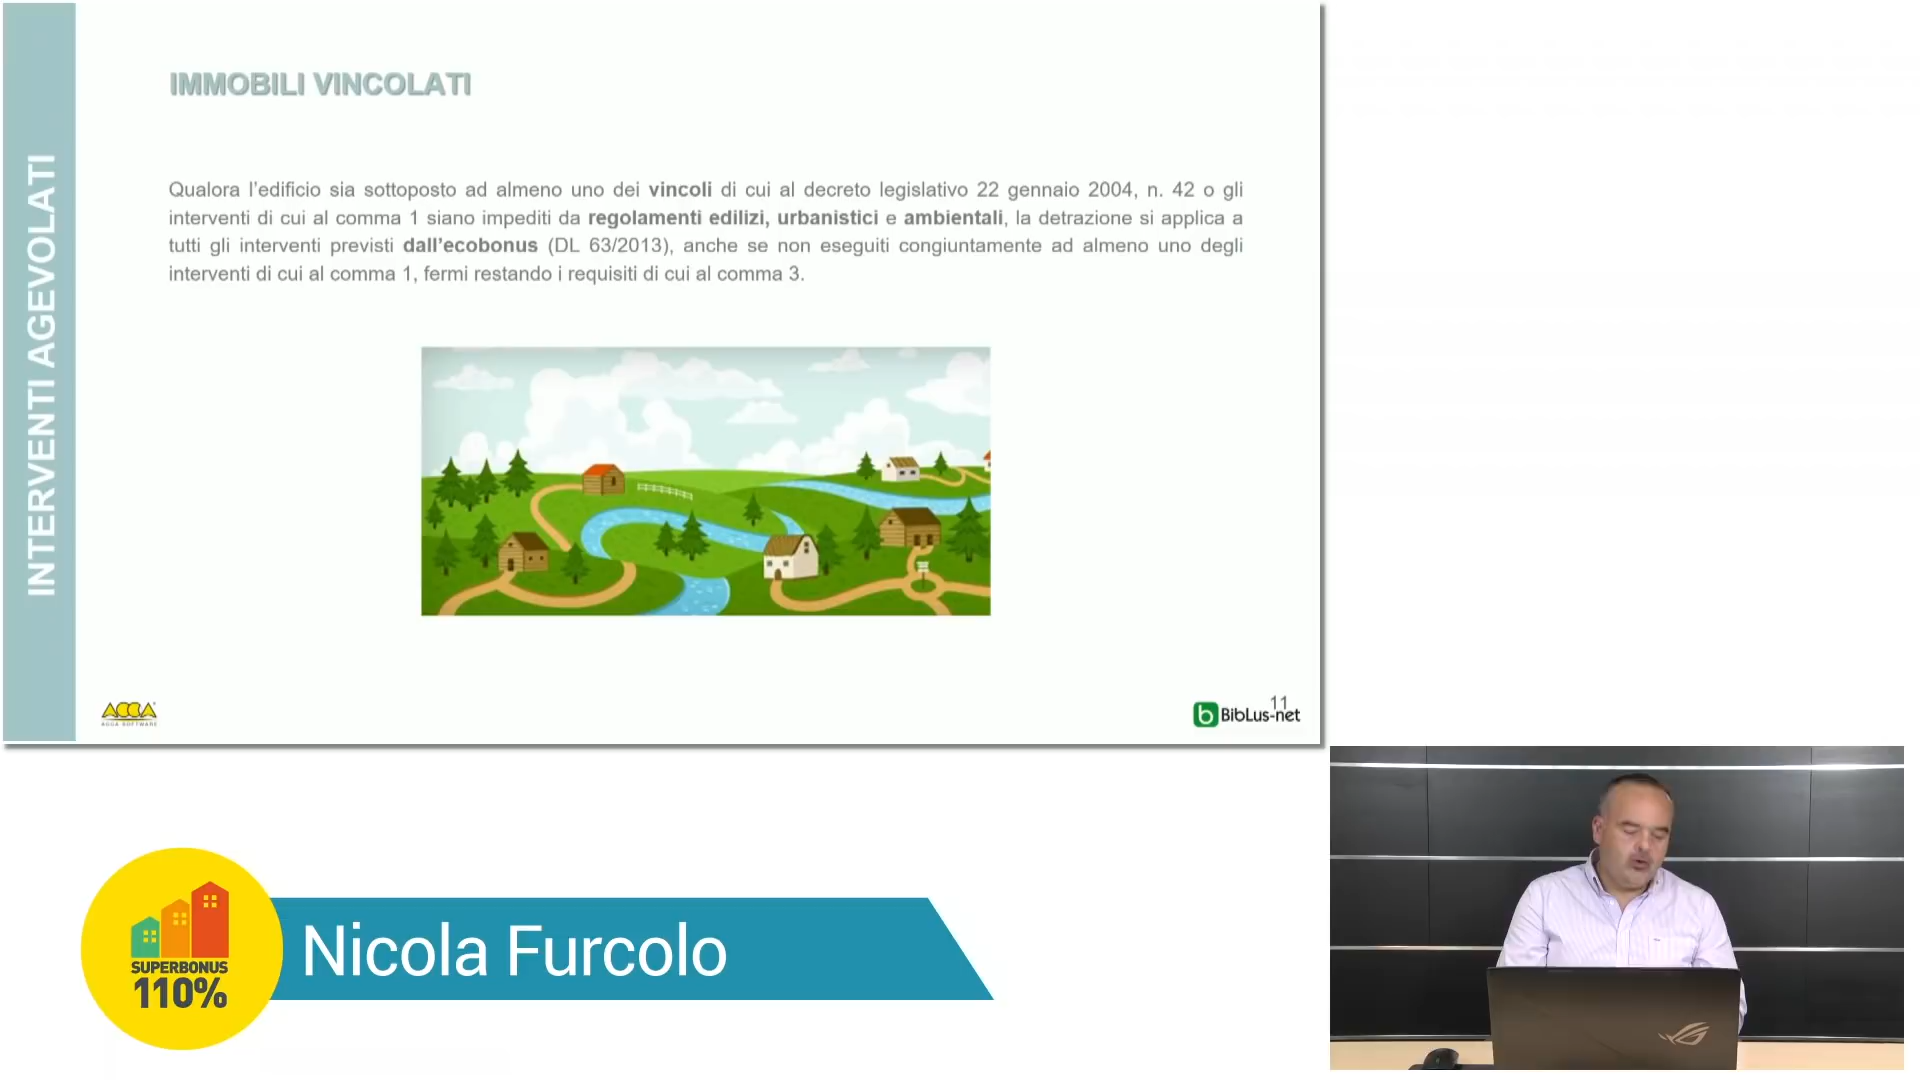 IMMOBILI VINCOLATI
INTERVENTI AGEVOLATI
Qualora l'edificio sia sottoposto ad almeno uno dei vincoli di cui al decreto legislativo 22 gennaio 2004, n. 42 o gli
interventi di cui al comma 1 siano impediti da regolamenti edilizi, urbanistici e ambientali, la detrazione si applica a
tutti gli interventi previsti dall'ecobonus (DL 63/2013), anche se non eseguiti congiuntamente ad almeno uno degli
interventi di cui al comma 1, fermi restando i requisiti di cui al comma 3.
ACCA
ACCA SOFTWARE
11
BibLus-net
SUPERBONUS
110%
Nicola Furcolo